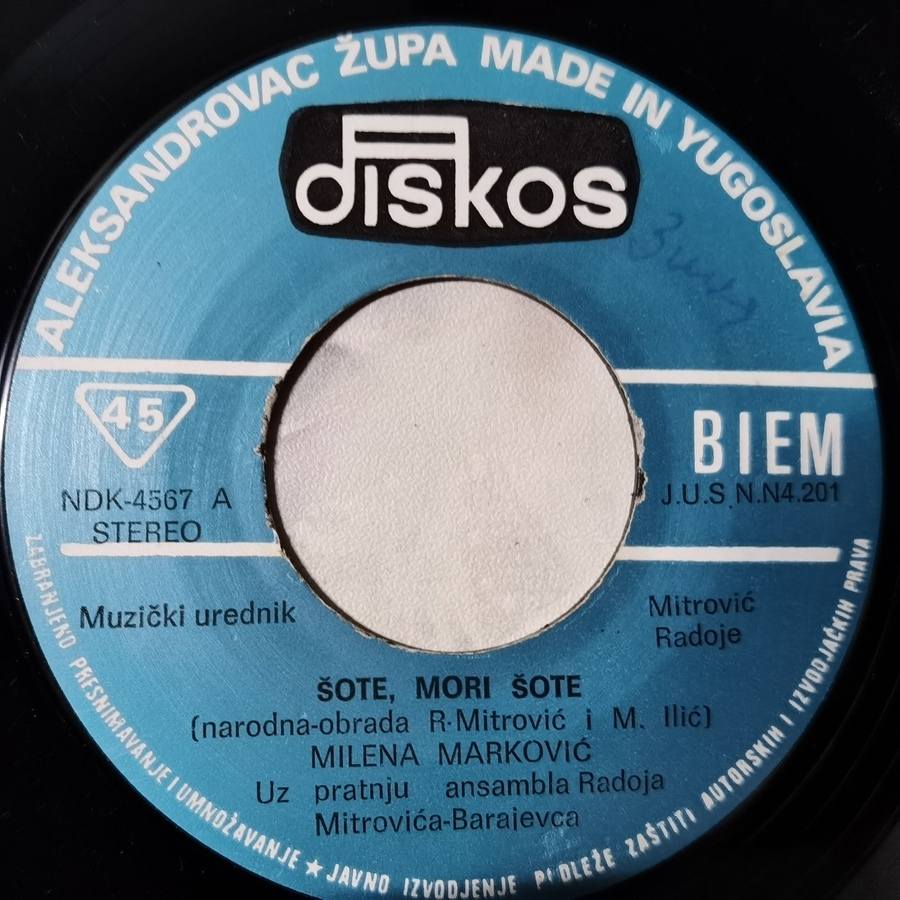 ALEKSANDROVAC ŽUPA MADE IN YUGOSLAVIA
diskos
45
BIEM
NDK-4567 A
J.U.S.N.N4.201
STEREO
Muzički urednik
Mitrović
Radoje
ŠOTE, MORI ŠOTE
(narodna-obrada R·Mitrović i M. Ilić)
MILENA MARKOVIĆ
Uz pratnju ansambla Radoja
Mitrovića-Barajevca
ZABRANJENO PRESNIMAVANJE I UMNOŽAVANJE ★ JAVNO IZVODJENJE PODLEŽE ZAŠTITI AUTORSKIH I IZVODJAČKIH PRAVA